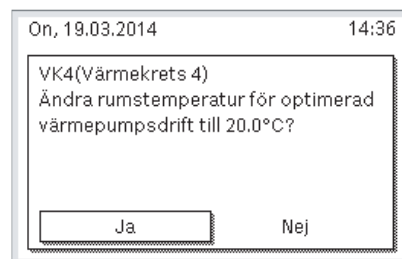 On, 19.03.2014 14:36
VK4(Värmekrets 4)
Ändra rumstemperatur för optimerad
värmepumpsdrift till 20.0°C?
Ja Nej